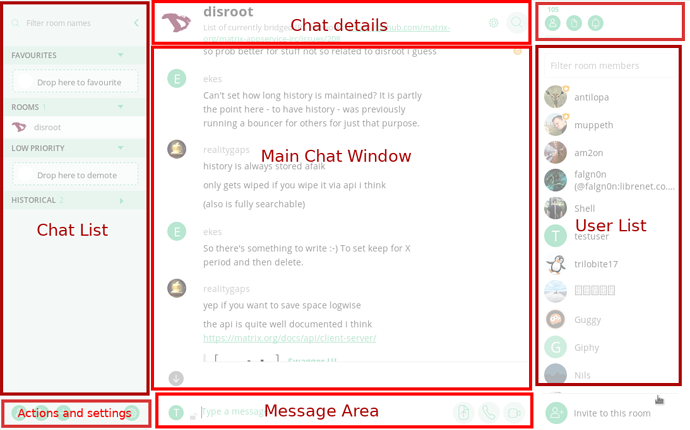 Filter room names
FAVOURITES
Drop here to favourite
ROOMS 1
disroot
LOW PRIORITY
Drop here to demote
HISTORICAL 2
Chat List
Actions and settings
disroot
Chat details
List of currently bridged
github.com/matrix-
org/matrix-appservice-irc/issues/208
so prob better for stuff not so related to disroot i guess
ekes
Can't set how long history is maintained? It is partly
the point here - to have history - was previously
running a bouncer for others for just that purpose.
realitygaps
history is always stored afaik
Main Chat Window
only gets wiped if you wipe it via api i think
(also is fully searchable)
ekes
So there's something to write :-) To set keep for X
period and then delete.
realitygaps
yep if you want to save space logwise
the api is quite well documented i think
https://matrix.org/docs/api/client-server/
T
Type a messag
Message Area
105
Filter room members
antilopa
muppeth
am2on
falgn0n
(@falgn0n:librenet.co....
Shell
User List
T
testuser
trilobite17
Guggy
G
Giphy
Nils
Invite to this room